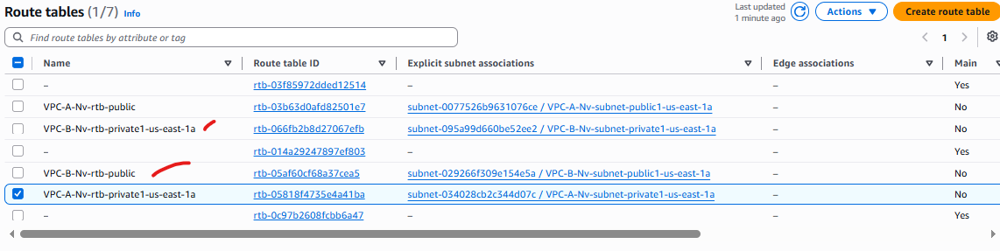 Route tables (1/7) Info
Last updated
1 minute ago
Actions
Create route table
Find route tables by attribute or tag
1
Name Route table ID Explicit subnet associations Edge associations Main
– rtb-03f85972dded12514 – – Yes
VPC-A-Nv-rtb-public rtb-03b63d0afd82501e7 subnet-0077526b9631076ce / VPC-A-Nv-subnet-public1-us-east-1a – No
VPC-B-Nv-rtb-private1-us-east-1a rtb-066fb2b8d27067efb subnet-095a99d660be52ee2 / VPC-B-Nv-subnet-private1-us-east-1a – No
– rtb-014a29247897ef803 – – Yes
VPC-B-Nv-rtb-public rtb-05af60cf68a37cea5 subnet-029266f309e154e5a / VPC-B-Nv-subnet-public1-us-east-1a – No
VPC-A-Nv-rtb-private1-us-east-1a rtb-05818f4735e4a41ba subnet-034028cb2c344d07c / VPC-A-Nv-subnet-private1-us-east-1a – No
– rtb-0c97b2608fcbb6a47 – – Yes